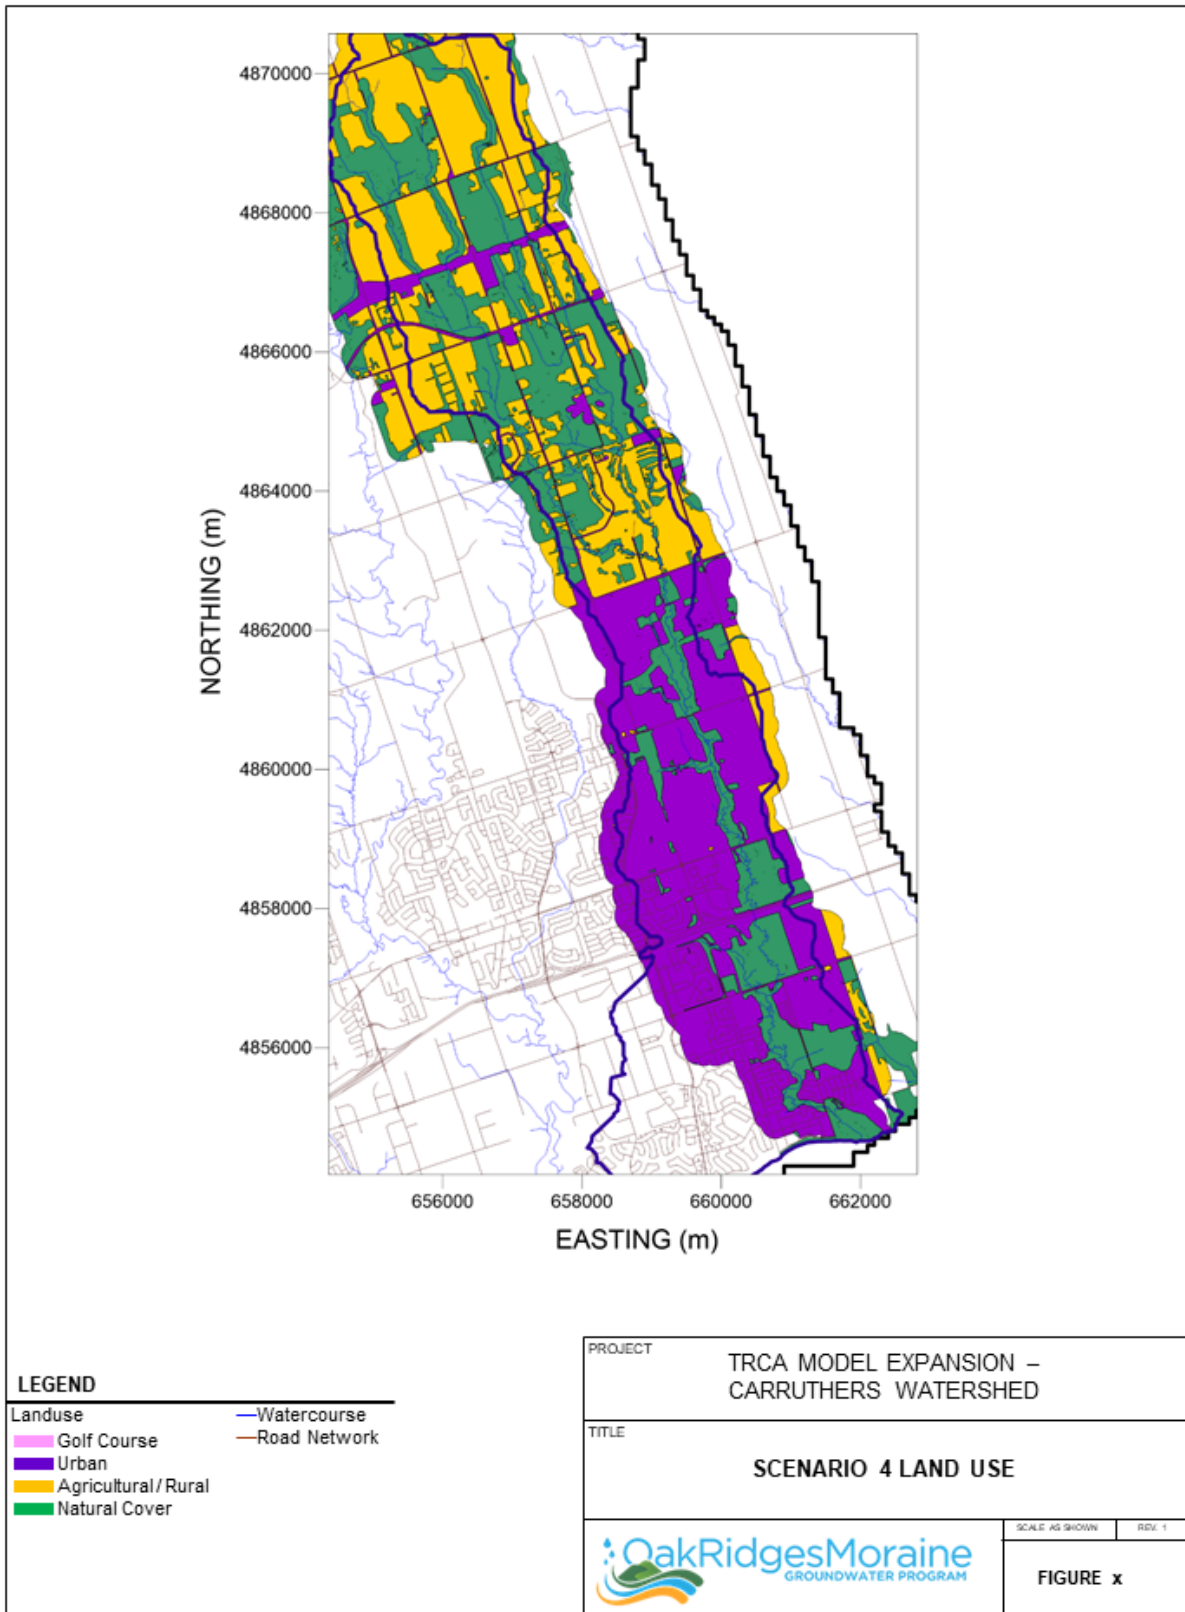 4870000
4868000
4866000
4864000
4862000
4860000
4858000
4856000
NORTHING (m)
656000
658000
660000
662000
EASTING (m)
LEGEND
Landuse
Golf Course
Urban
Agricultural / Rural
Natural Cover
Watercourse
Road Network
PROJECT
TRCA MODEL EXPANSION –
CARRUTHERS WATERSHED
TITLE
SCENARIO 4 LAND USE
OakRidgesMoraine
GROUNDWATER PROGRAM
SCALE AS SHOWN
REV. 1
FIGURE x